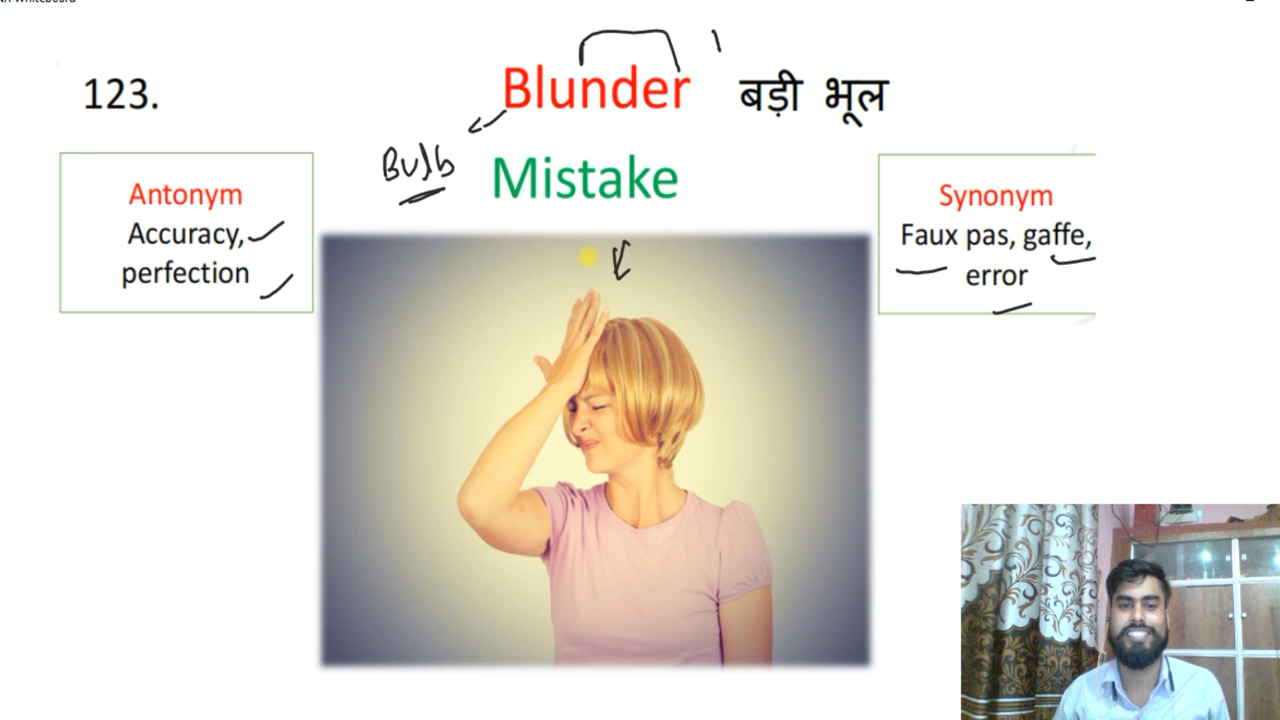 123.
Blunder बड़ी भूल
Bulb
Mistake
Antonym
Accuracy,
perfection
Synonym
Faux pas, gaffe,
error